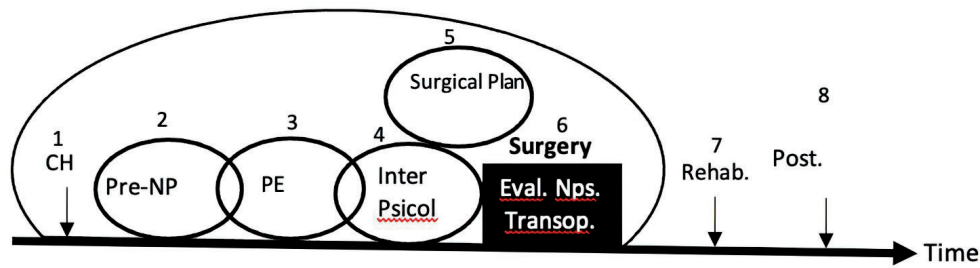 1
CH
2
Pre-NP
3
PE
4
Inter
Psicol
5
Surgical Plan
6
Surgery
Eval. Nps.
Transop.
7
Rehab.
8
Post.
Time